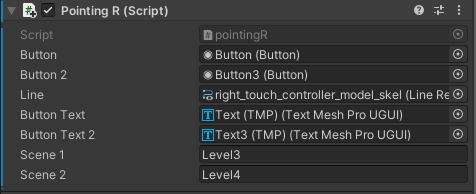 Pointing R (Script)
Script pointingR
Button Button (Button)
Button 2 Button3 (Button)
Line right_touch_controller_model_skel (Line Re
Button Text Text (TMP) (Text Mesh Pro UGUI)
Button Text 2 Text3 (TMP) (Text Mesh Pro UGUI)
Scene 1 Level3
Scene 2 Level4